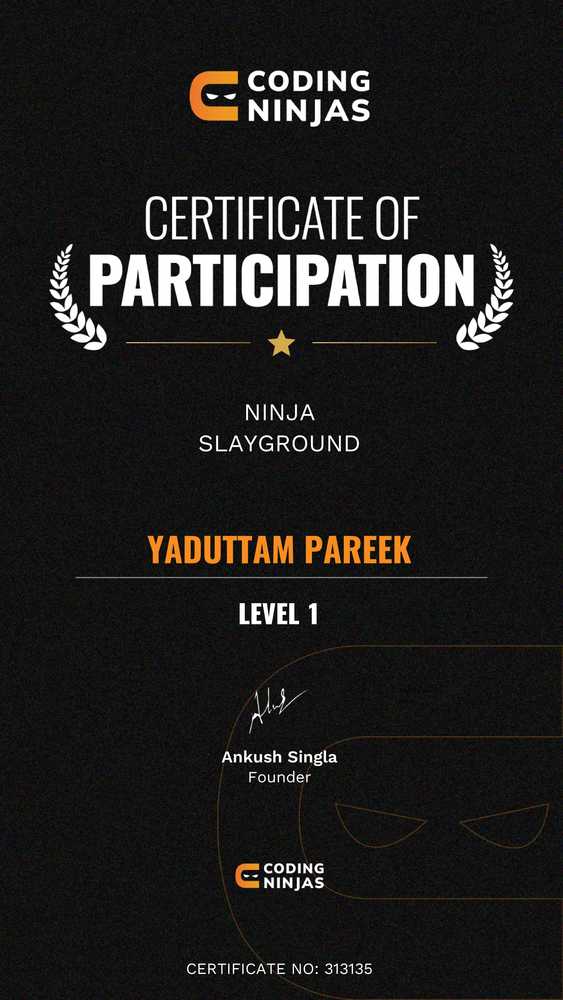 CODING
NINJAS
CERTIFICATE OF
PARTICIPATION
NINJA
SLAYGROUND
YADUTTAM PAREEK
LEVEL 1
Ankush Singla
Founder
CODING
NINJAS
CERTIFICATE NO: 313135